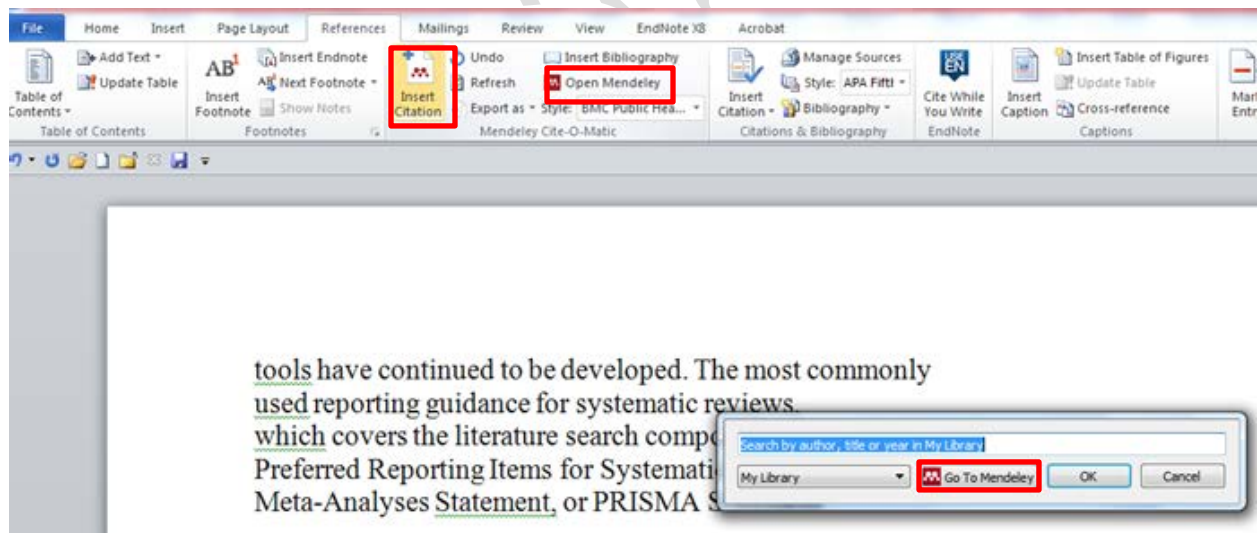 File Home Insert Page Layout References Mailings Review View EndNote X8 Acrobat
Table of Contents
Add Text
Update Table
Table of Contents
AB1
Insert Footnote
Insert Endnote
AB Next Footnote
Show Notes
Footnotes
Insert Citation
Undo
Refresh
Export as
Insert Bibliography
Open Mendeley
Style: BMC Public Hea...
Mendeley Cite-O-Matic
Insert Citation
Manage Sources
Style: APA Fifth
Bibliography
Citations & Bibliography
EN
Cite While You Write
EndNote
Insert Caption
Insert Table of Figures
Update Table
Cross-reference
Captions
tools have continued to be developed. The most commonly
used reporting guidance for systematic reviews,
which covers the literature search comp
Preferred Reporting Items for Systemati
Meta-Analyses Statement, or PRISMA S
Search by author, title or year in My Library
My Library Go To Mendeley OK Cancel